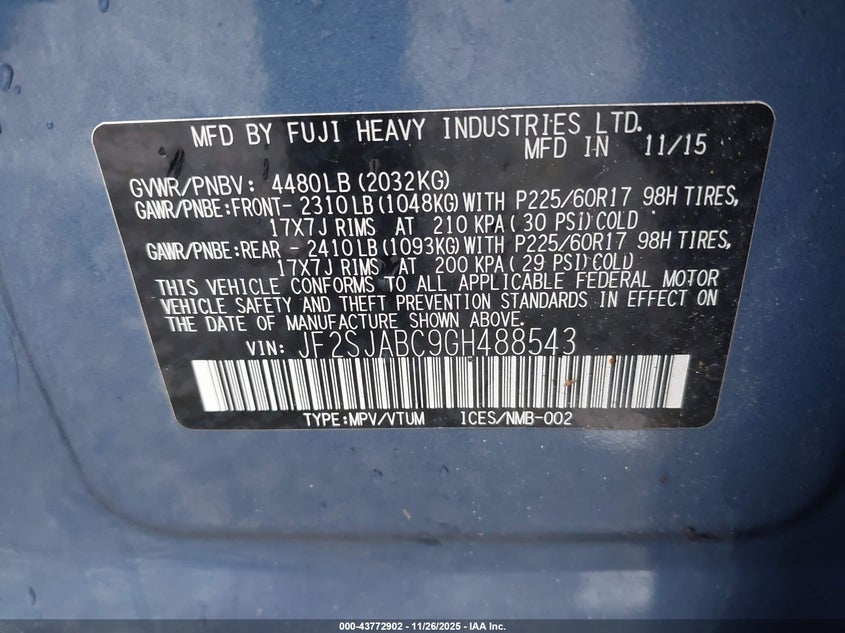 MFD BY FUJI HEAVY INDUSTRIES LTD.
MFD IN 11/15
GVWR/PNBV: 4480LB (2032KG)
GAWR/PNBE:FRONT- 2310LB (1048KG) WITH P225/60R17 98H TIRES,
17X7J RIMS AT 210 KPA ( 30 PSI) COLD
GAWR/PNBE:REAR - 2410LB (1093KG) WITH P225/60R17 98H TIRES,
17X7J RIMS AT 200 KPA ( 29 PSI) COLD
THIS VEHICLE CONFORMS TO ALL APPLICABLE FEDERAL MOTOR
VEHICLE SAFETY AND THEFT PREVENTION STANDARDS IN EFFECT ON
THE DATE OF MANUFACTURE SHOWN ABOVE.
VIN: JF2SJABC9GH488543
TYPE:MPV/VTUM ICES/NMB-002
000-43772902 - 11/26/2025 - IAA Inc.